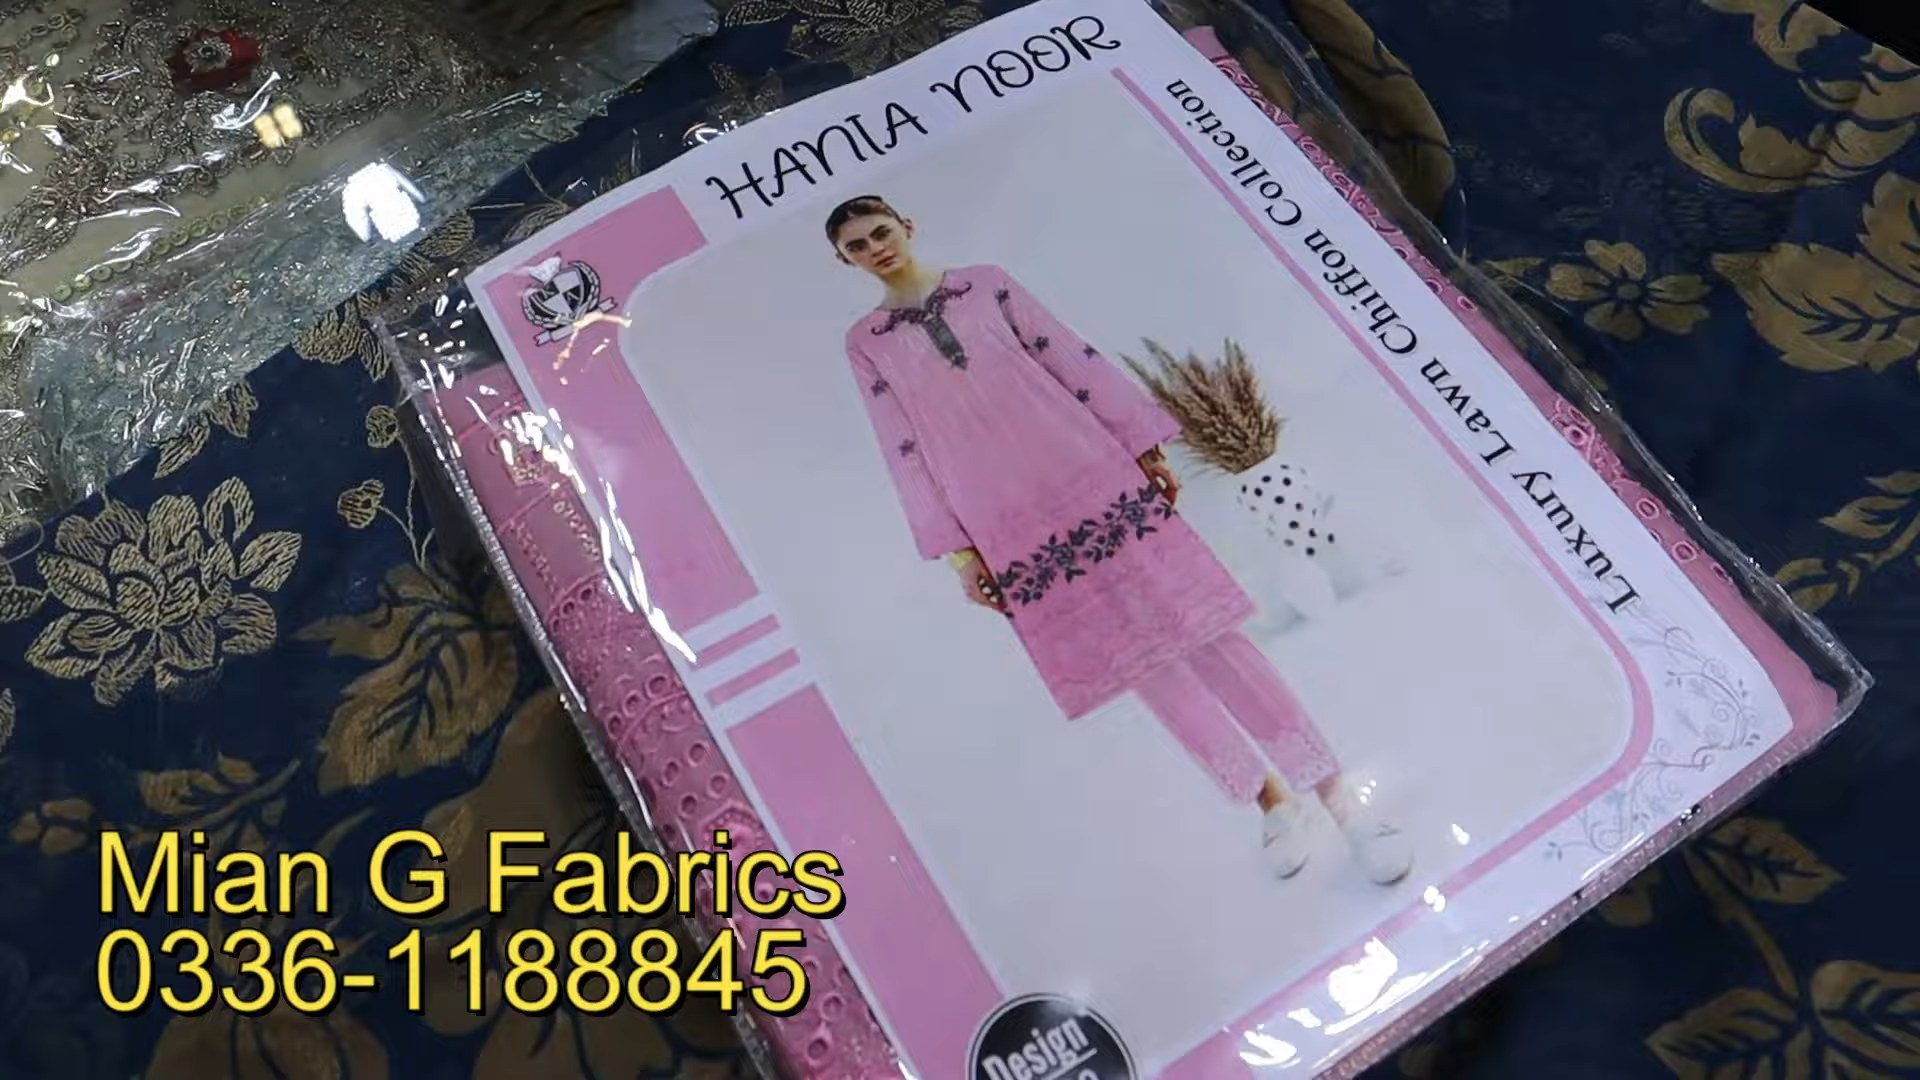 HANIA NOOR
Luxury Lawn Chiffon Collection
Design
Mian G Fabrics
0336-1188845